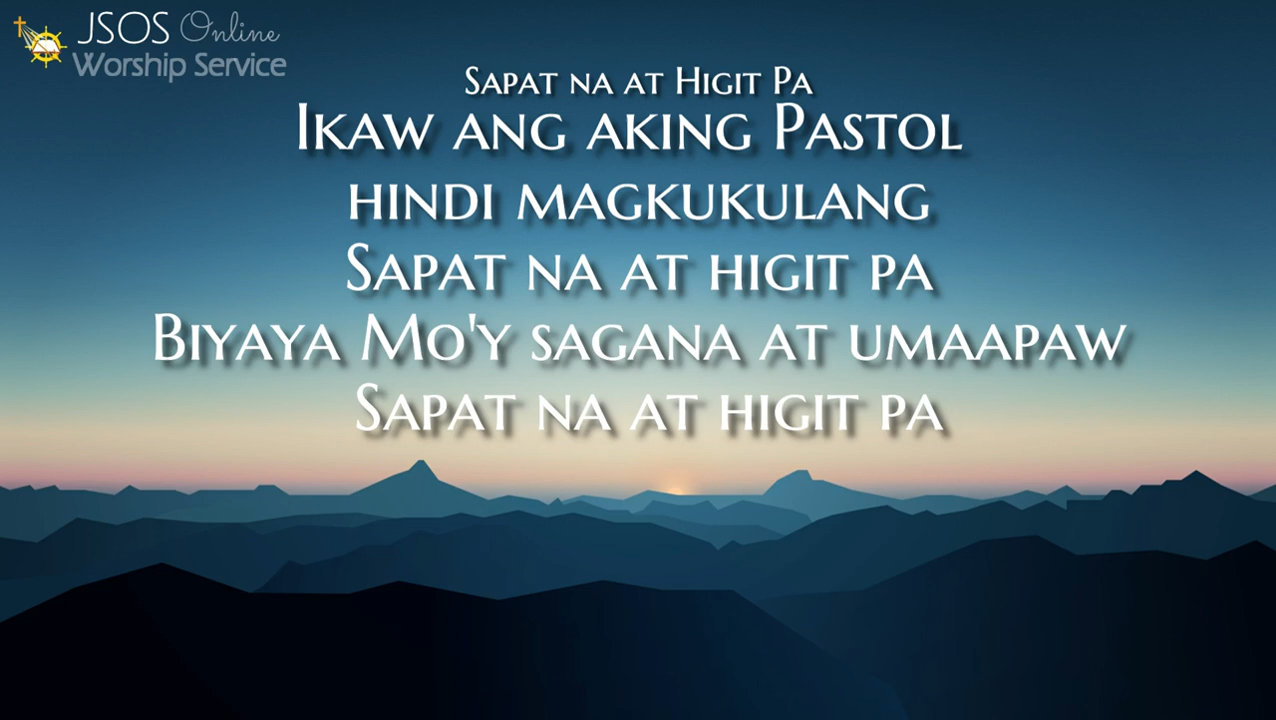 JSOS Online
Worship Service
Sapat na at Higit Pa
Ikaw ang aking Pastol
hindi magkukulang
Sapat na at higit pa
Biyaya Mo'y sagana at umaapaw
Sapat na at higit pa